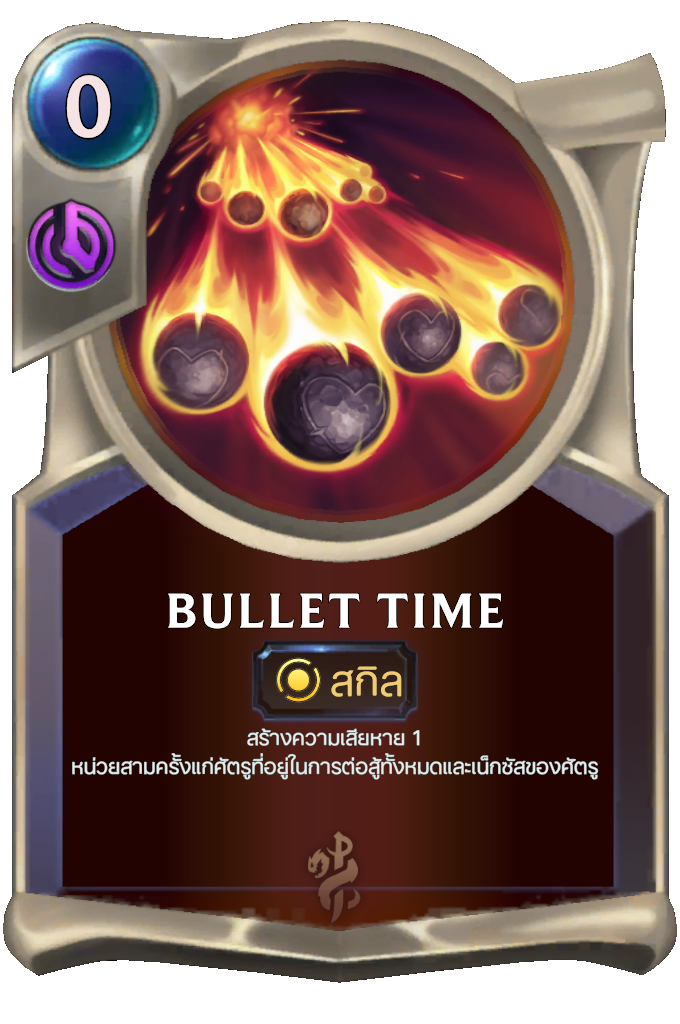 0
BULLET TIME
สกิล
สร้างความเสียหาย 1
หน่วยสามครั้งแก่ศัตรูที่อยู่ในการต่อสู้ทั้งหมดและเน็กซัสของศัตรู